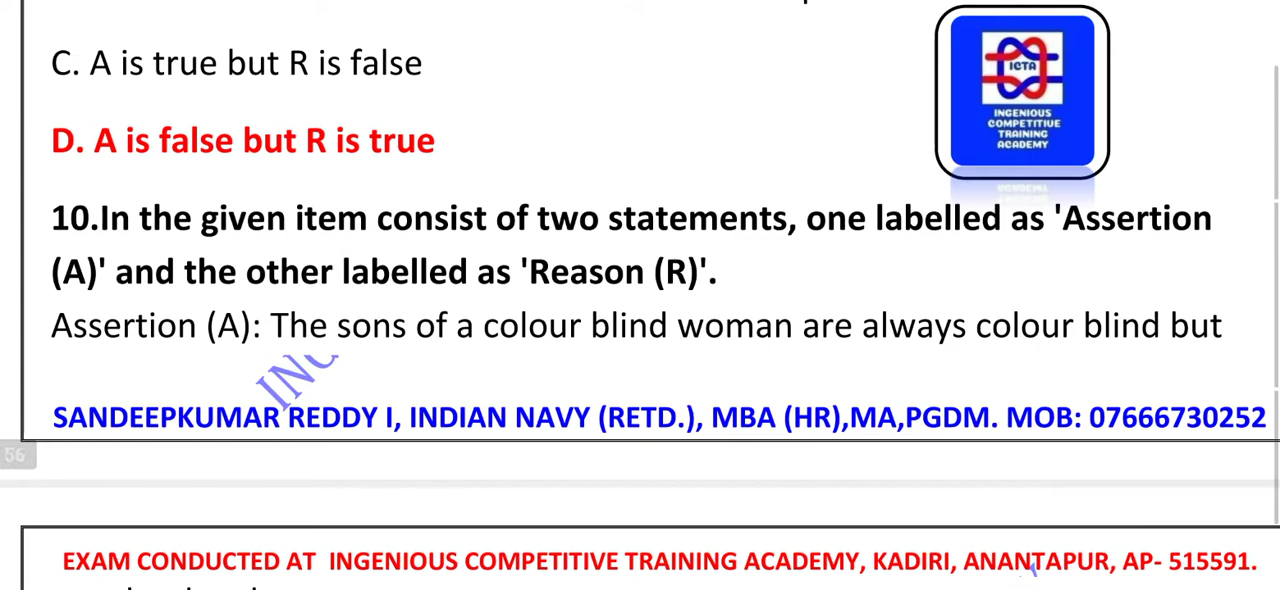 C. A is true but R is false
ICTA
INGENIOUS
COMPETITIVE
TRAINING
ACADEMY
D. A is false but R is true
10.In the given item consist of two statements, one labelled as 'Assertion
(A)' and the other labelled as 'Reason (R)'.
Assertion (A): The sons of a colour blind woman are always colour blind but
SANDEEPKUMAR REDDY I, INDIAN NAVY (RETD.), MBA (HR),MA,PGDM. MOB: 07666730252
56
EXAM CONDUCTED AT INGENIOUS COMPETITIVE TRAINING ACADEMY, KADIRI, ANANTAPUR, AP- 515591.